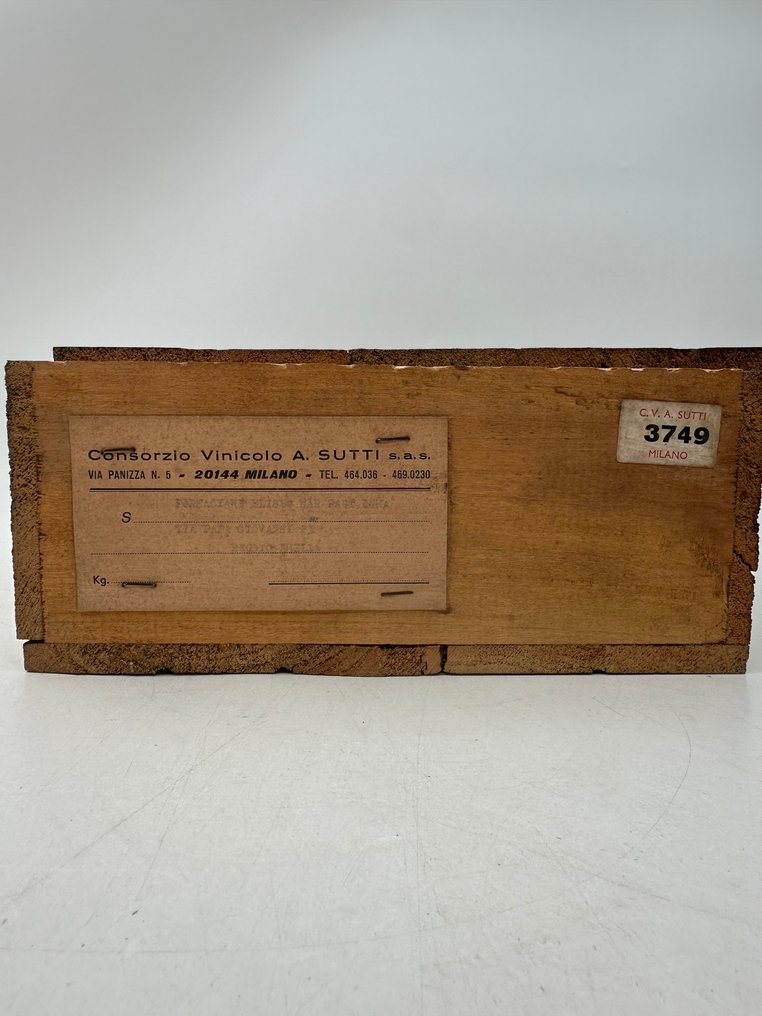 Consorzio Vinicolo A. SUTTI s.a.s.
VIA PANIZZA N. 5 - 20144 MILANO - TEL. 464.036 - 469.0230
S
Kg.
C. V. A. SUTTI
3749
MILANO